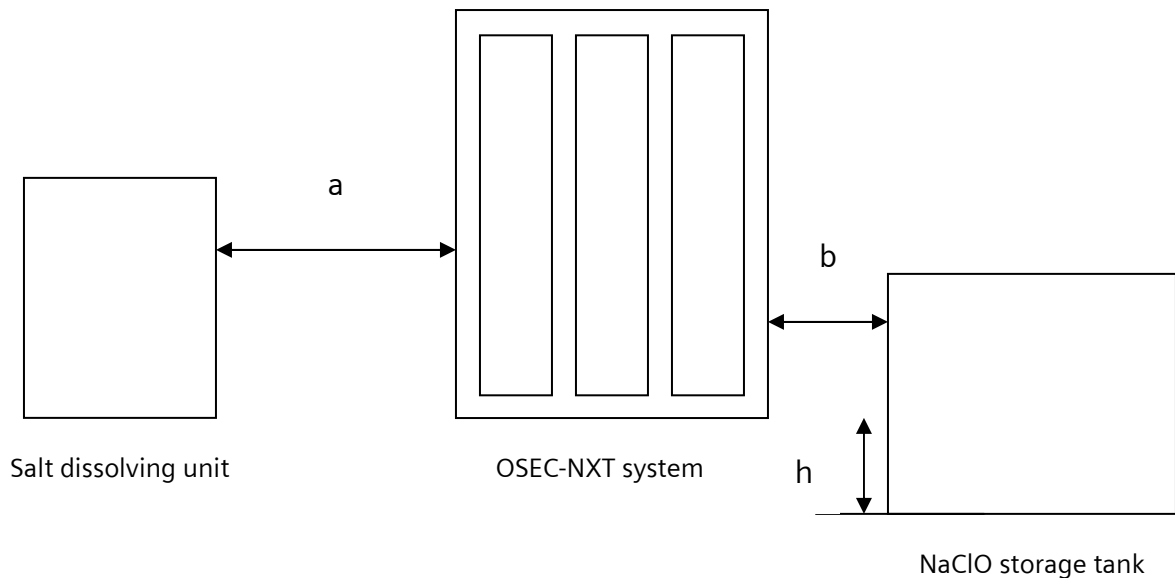 a
b
Salt dissolving unit
OSEC-NXT system
h
NaClO storage tank